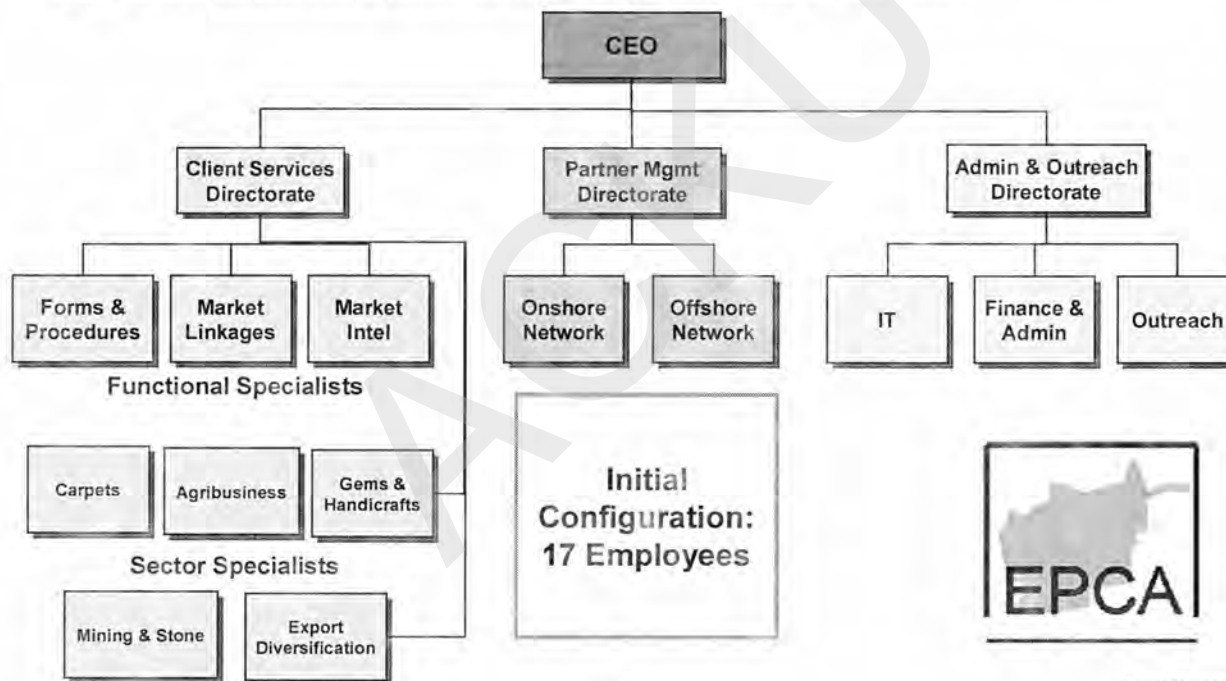 CEO
Client Services
Directorate
Partner Mgmt
Directorate
Admin & Outreach
Directorate
Forms &
Procedures
Market
Linkages
Market
Intel
Onshore
Network
Offshore
Network
IT
Finance &
Admin
Outreach
Functional Specialists
Carpets
Agribusiness
Gems &
Handicrafts
Sector Specialists
Mining & Stone
Export
Diversification
Initial
Configuration:
17 Employees
EPCA
ACKU